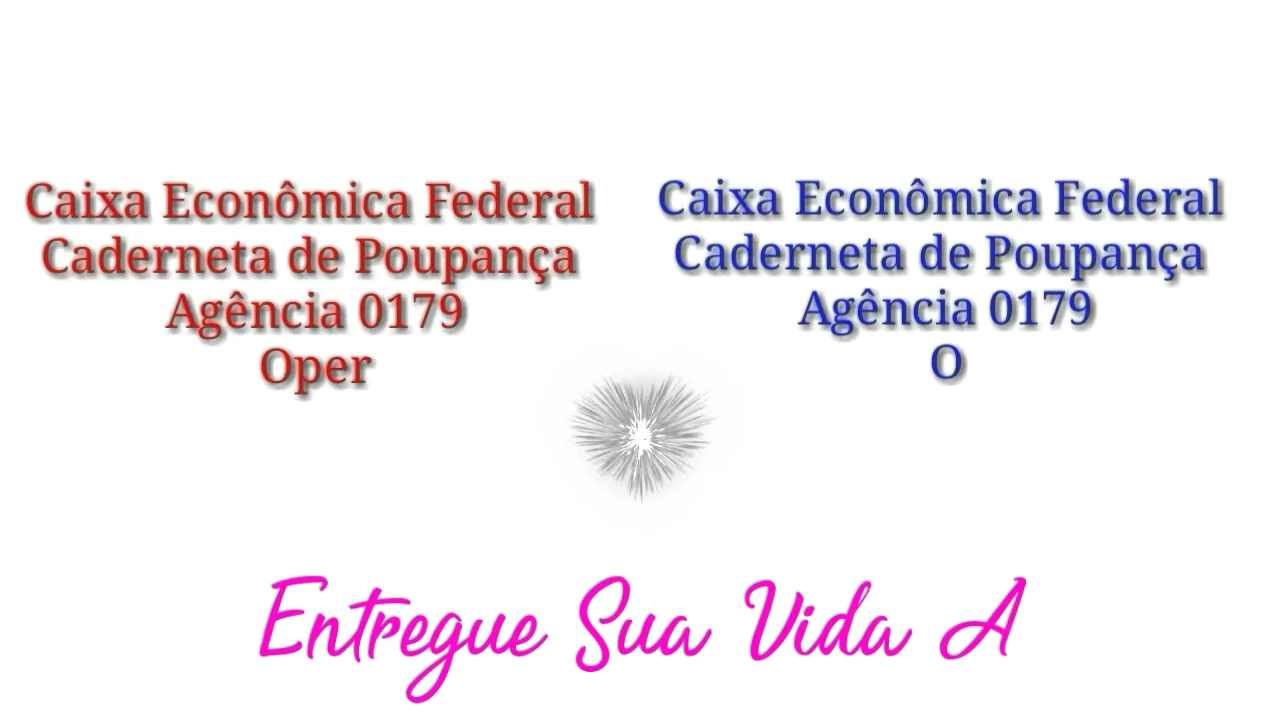 Caixa Econômica Federal
Caderneta de Poupança
Agência 0179
Oper
Caixa Econômica Federal
Caderneta de Poupança
Agência 0179
O
Entregue Sua Vida A